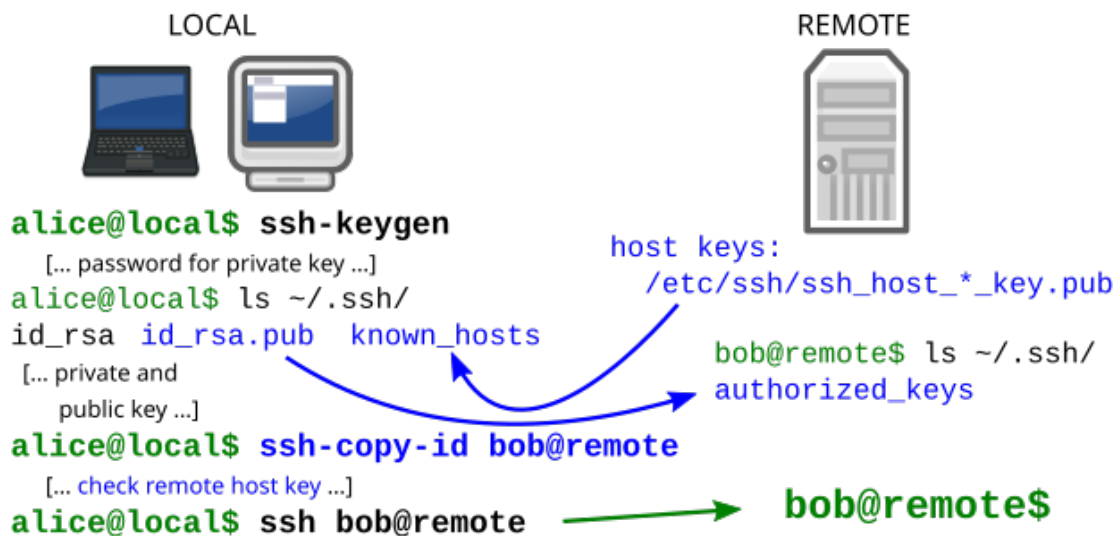 LOCAL
REMOTE
alice@local$ ssh-keygen
[... password for private key ...]
alice@local$ ls ~/.ssh/
id_rsa id_rsa.pub known_hosts
[... private and
public key ...]
alice@local$ ssh-copy-id bob@remote
[... check remote host key ...]
alice@local$ ssh bob@remote
host keys:
/etc/ssh/ssh_host_*_key.pub
bob@remote$ ls ~/.ssh/
authorized_keys
bob@remote$